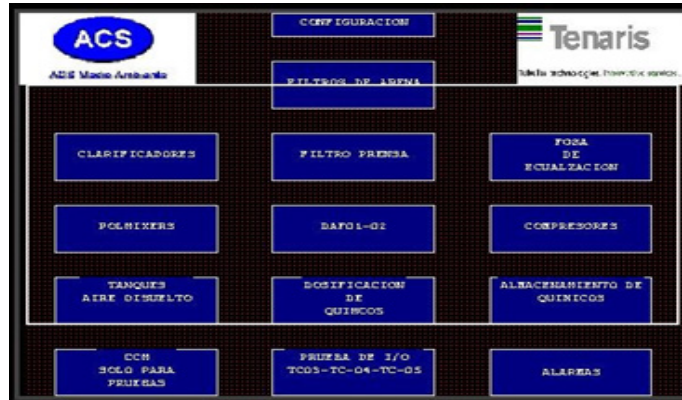 CONFIGURACION
ACS
Tenaris
ACS Medio Ambiente
FILTROS DE ARENA
CLARIFICADORES
FILTRO PRENSA
FOSA
DE
ECUALZACION
POLMIXERS
DAF01-02
COMPRESORES
TANQUES
AIRE DISUELTO
DOSIFICACION
DE
QUIMCOS
ALMACENAMIENTO DE
QUINICOS
CCM
SOLO PARA
PRUEBAS
PRUEBA DE I/O
TC03-TC-04-TC-05
ALARMAS